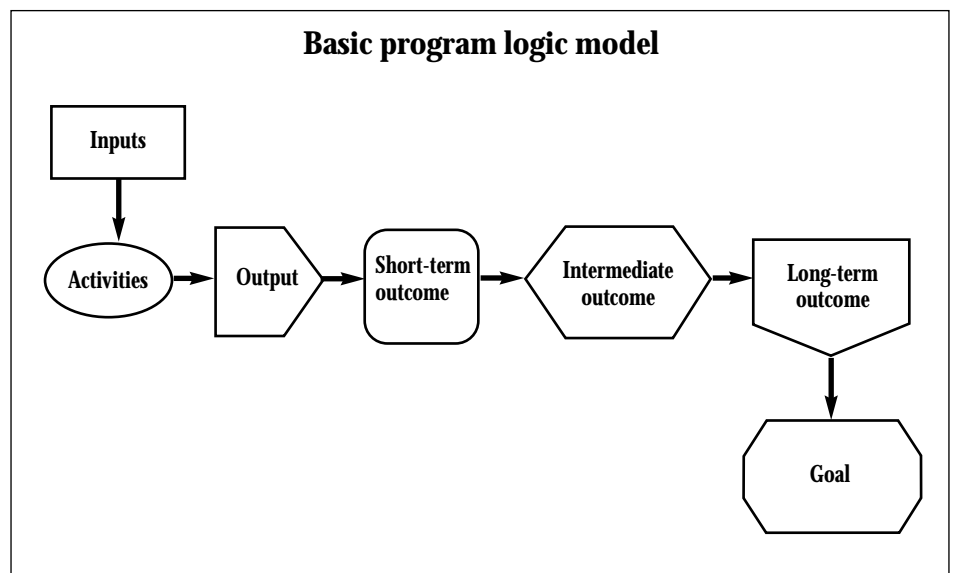 Basic program logic model
Inputs
Activities
Output
Short-term
outcome
Intermediate
outcome
Long-term
outcome
Goal